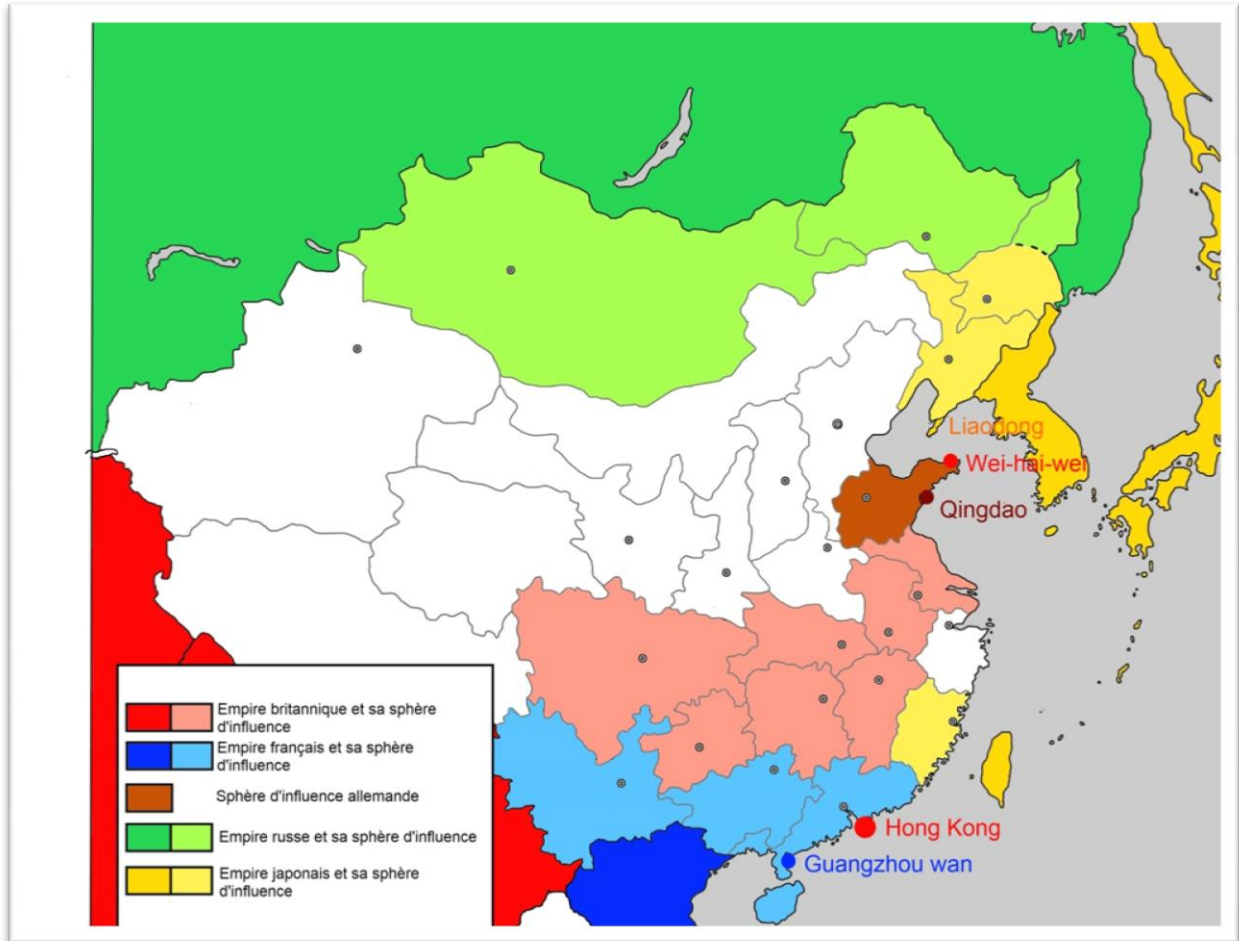 Liaodong
Wei-hai-wei
Qingdao
Empire britannique et sa sphère
d'influence
Empire français et sa sphère
d'influence
Sphère d'influence allemande
Empire russe et sa sphère d'influence
Empire japonais et sa sphère
d'influence
Hong Kong
Guangzhou wan